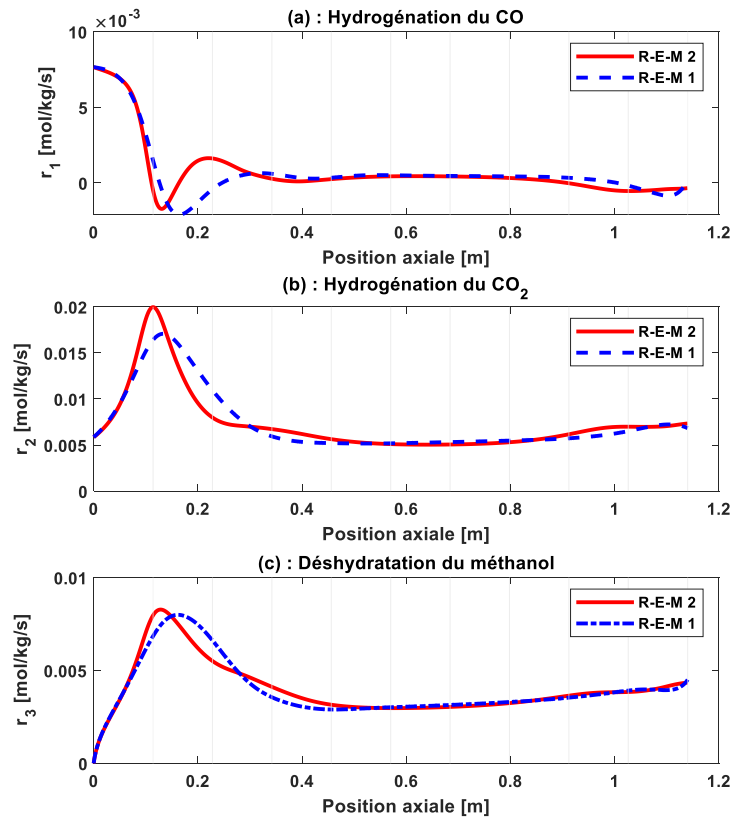 (a) : Hydrogénation du CO
×10-3
10
5
0
r1 [mol/kg/s]
R-E-M 2
R-E-M 1
0 0.2 0.4 0.6 0.8 1 1.2
Position axiale [m]
(b) : Hydrogénation du CO2
0.02
0.015
0.01
0.005
0
r2 [mol/kg/s]
R-E-M 2
R-E-M 1
0 0.2 0.4 0.6 0.8 1 1.2
Position axiale [m]
(c) : Déshydratation du méthanol
0.01
0.005
0
r3 [mol/kg/s]
R-E-M 2
R-E-M 1
0 0.2 0.4 0.6 0.8 1 1.2
Position axiale [m]